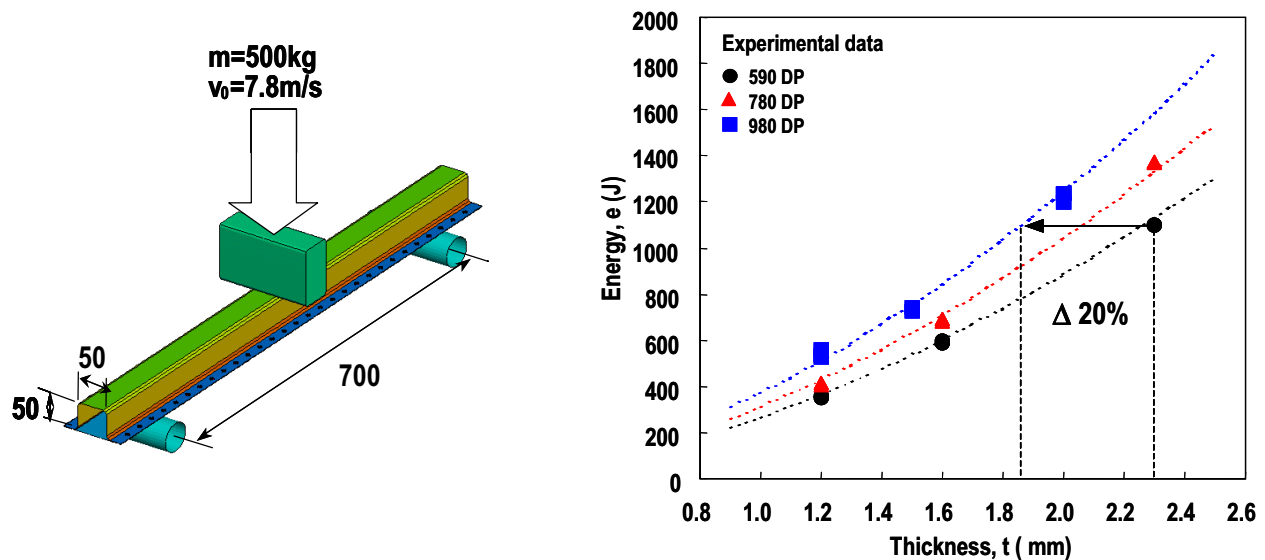 m=500kg
v₀=7.8m/s
50
50
700
Experimental data
590 DP
780 DP
980 DP
Energy, e (J)
2000
1800
1600
1400
1200
1000
800
600
400
200
0
Δ 20%
0.8 1.0 1.2 1.4 1.6 1.8 2.0 2.2 2.4 2.6
Thickness, t ( mm)